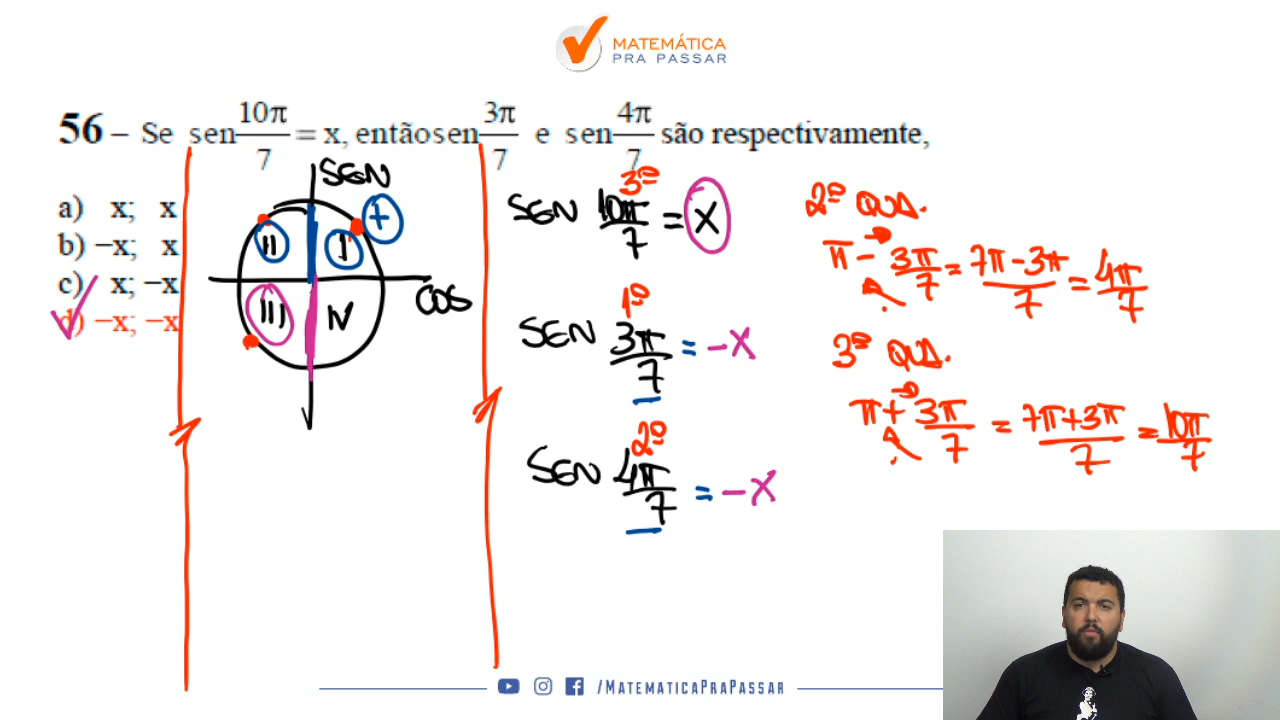 MATEMÁTICA
PRA PASSAR
56 – Se sen 10π/7 = x, então sen 3π/7 e sen 4π/7 são respectivamente,
a) x; x
b) −x; x
c) x; −x
d) −x; −x
SEN
COS
+
II I
III IV
3º
SEN 10π/7 = X
1º
SEN 3π/7 = -X
2º
SEN 4π/7 = -X
2º QUA.
π - 3π/7 = 7π-3π/7 = 4π/7
3º QUA.
π + 3π/7 = 7π+3π/7 = 10π/7
/MATEMATICAPRAPASSAR